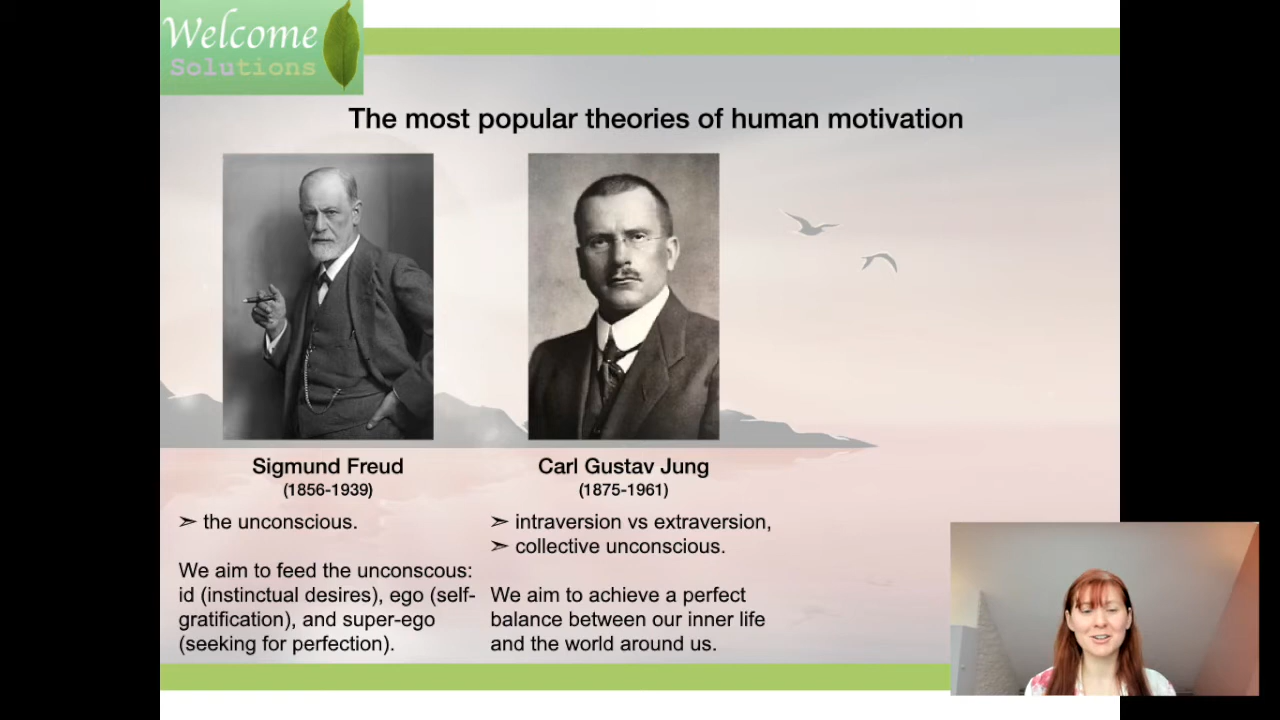 Welcome
Solutions
The most popular theories of human motivation
Sigmund Freud
(1856-1939)
➣ the unconscious.
We aim to feed the unconscous:
id (instinctual desires), ego (self-
gratification), and super-ego
(seeking for perfection).
Carl Gustav Jung
(1875-1961)
➣ intraversion vs extraversion,
➣ collective unconscious.
We aim to achieve a perfect
balance between our inner life
and the world around us.